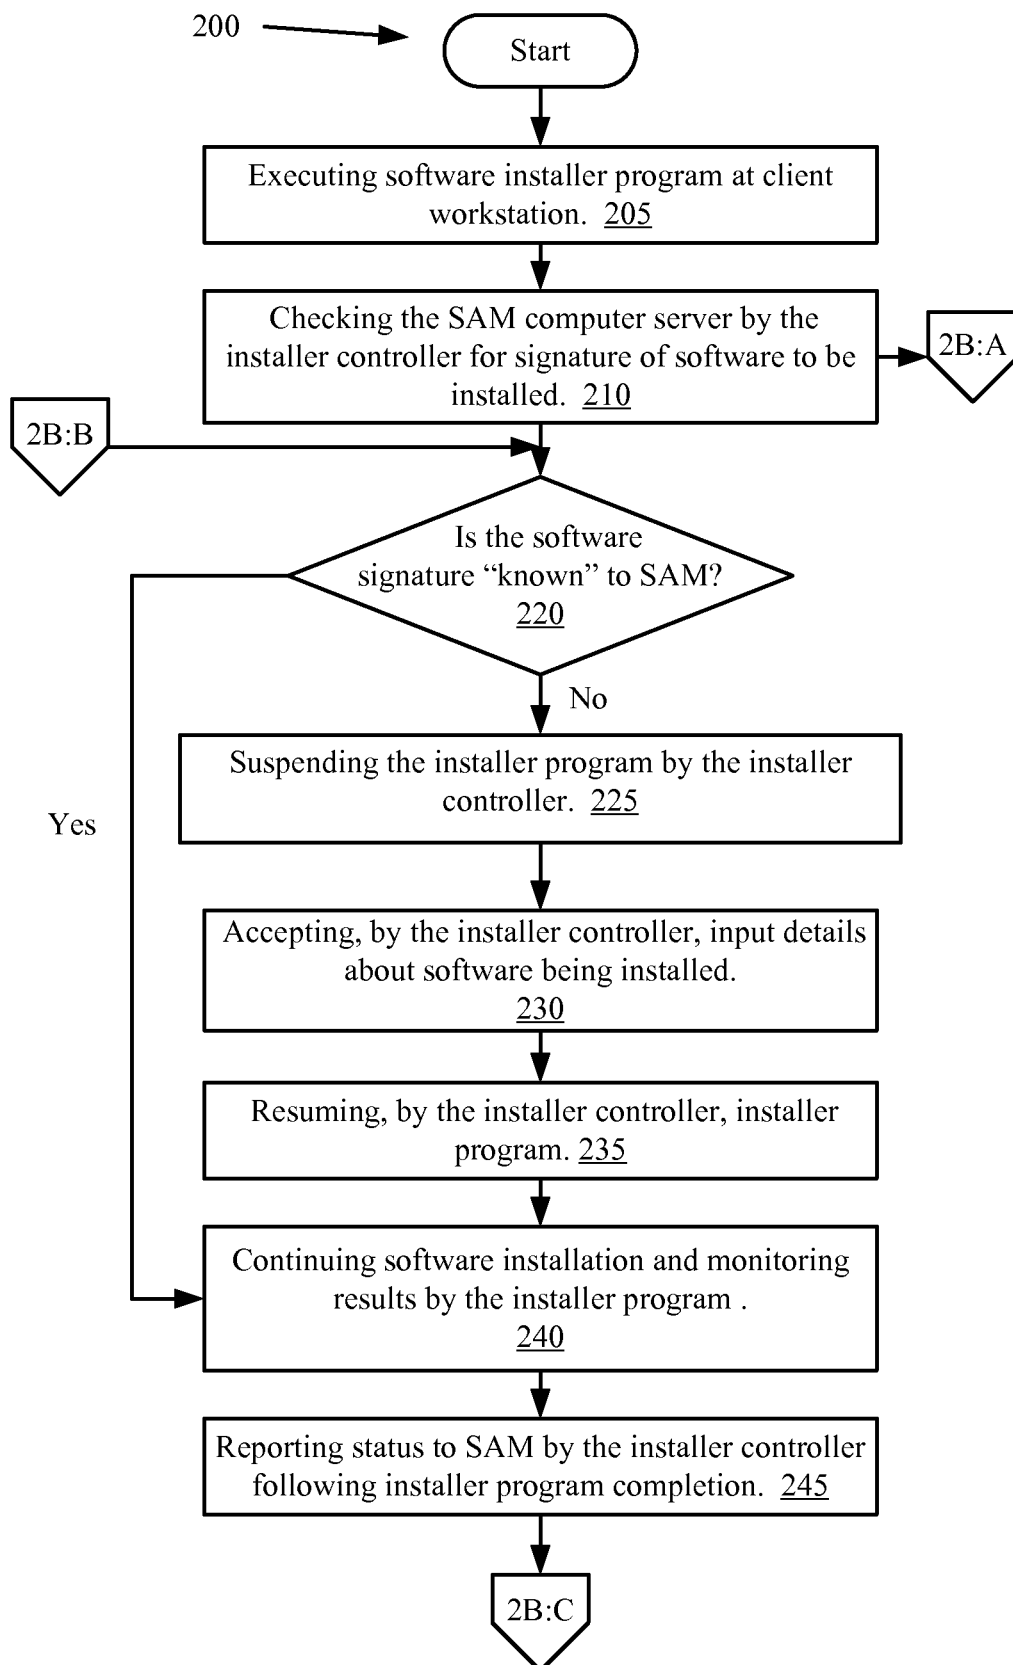 200
Start
Executing software installer program at client
workstation. 205
Checking the SAM computer server by the
installer controller for signature of software to be
installed. 210
2B:A
2B:B
Is the software
signature “known” to SAM?
220
No
Yes
Suspending the installer program by the installer
controller. 225
Accepting, by the installer controller, input details
about software being installed.
230
Resuming, by the installer controller, installer
program. 235
Continuing software installation and monitoring
results by the installer program .
240
Reporting status to SAM by the installer controller
following installer program completion. 245
2B:C